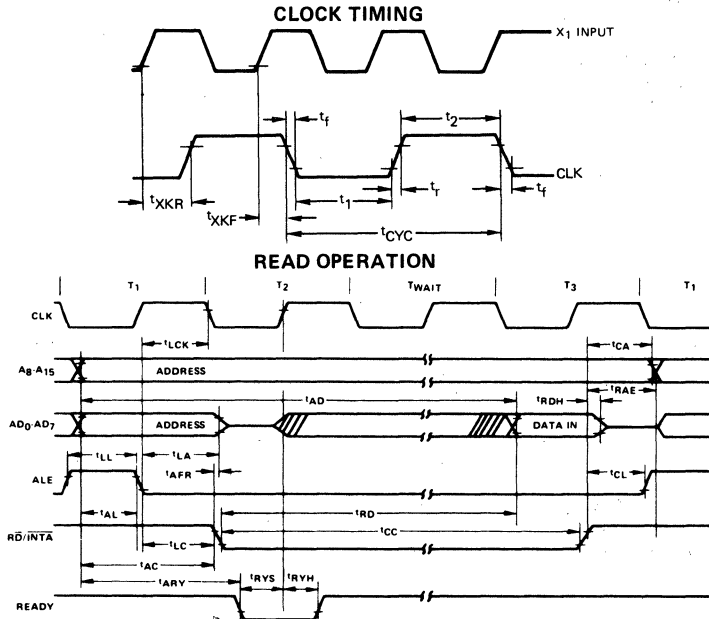 CLOCK TIMING
X1 INPUT
tf
t2
CLK
tXKR
tXKF
t1
tr
tf
tCYC
READ OPERATION
T1
T2
TWAIT
T3
T1
CLK
tLCK
tCA
A8-A15
ADDRESS
tRAE
tAD
tRDH
AD0-AD7
ADDRESS
DATA IN
tLL
tLA
tAFR
tCL
ALE
tAL
tRD
tCC
RD/INTA
tLC
tAC
tARY
tRYS
tRYH
READY